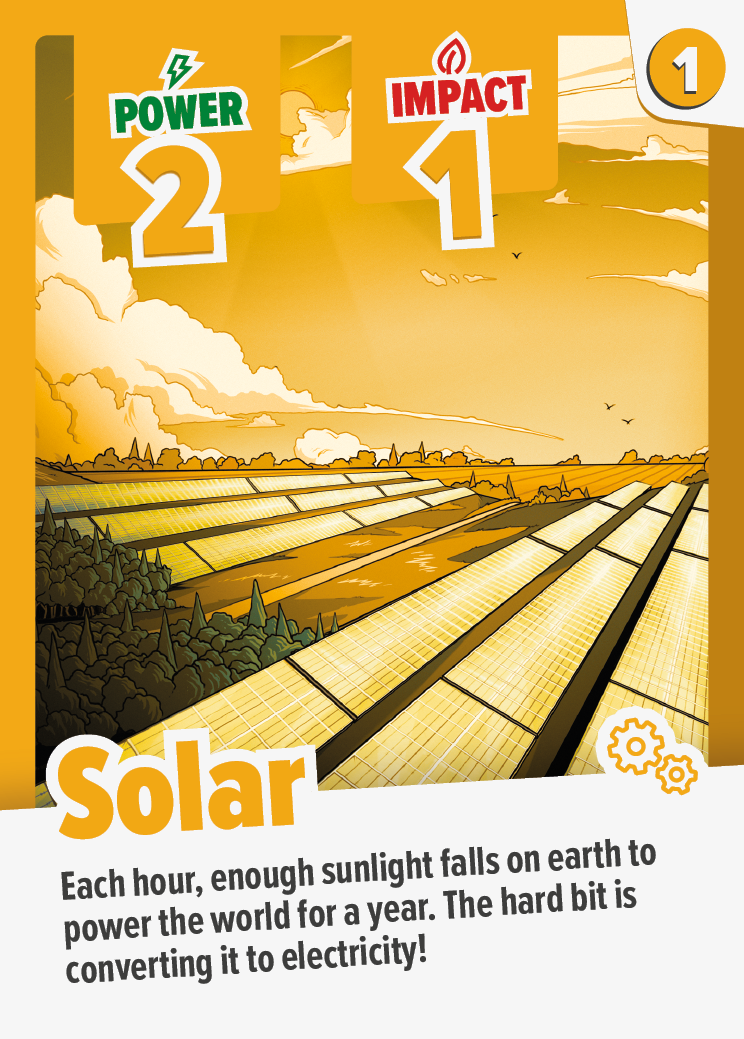 POWER
2
IMPACT
1
1
Solar
Each hour, enough sunlight falls on earth to
power the world for a year. The hard bit is
converting it to electricity!